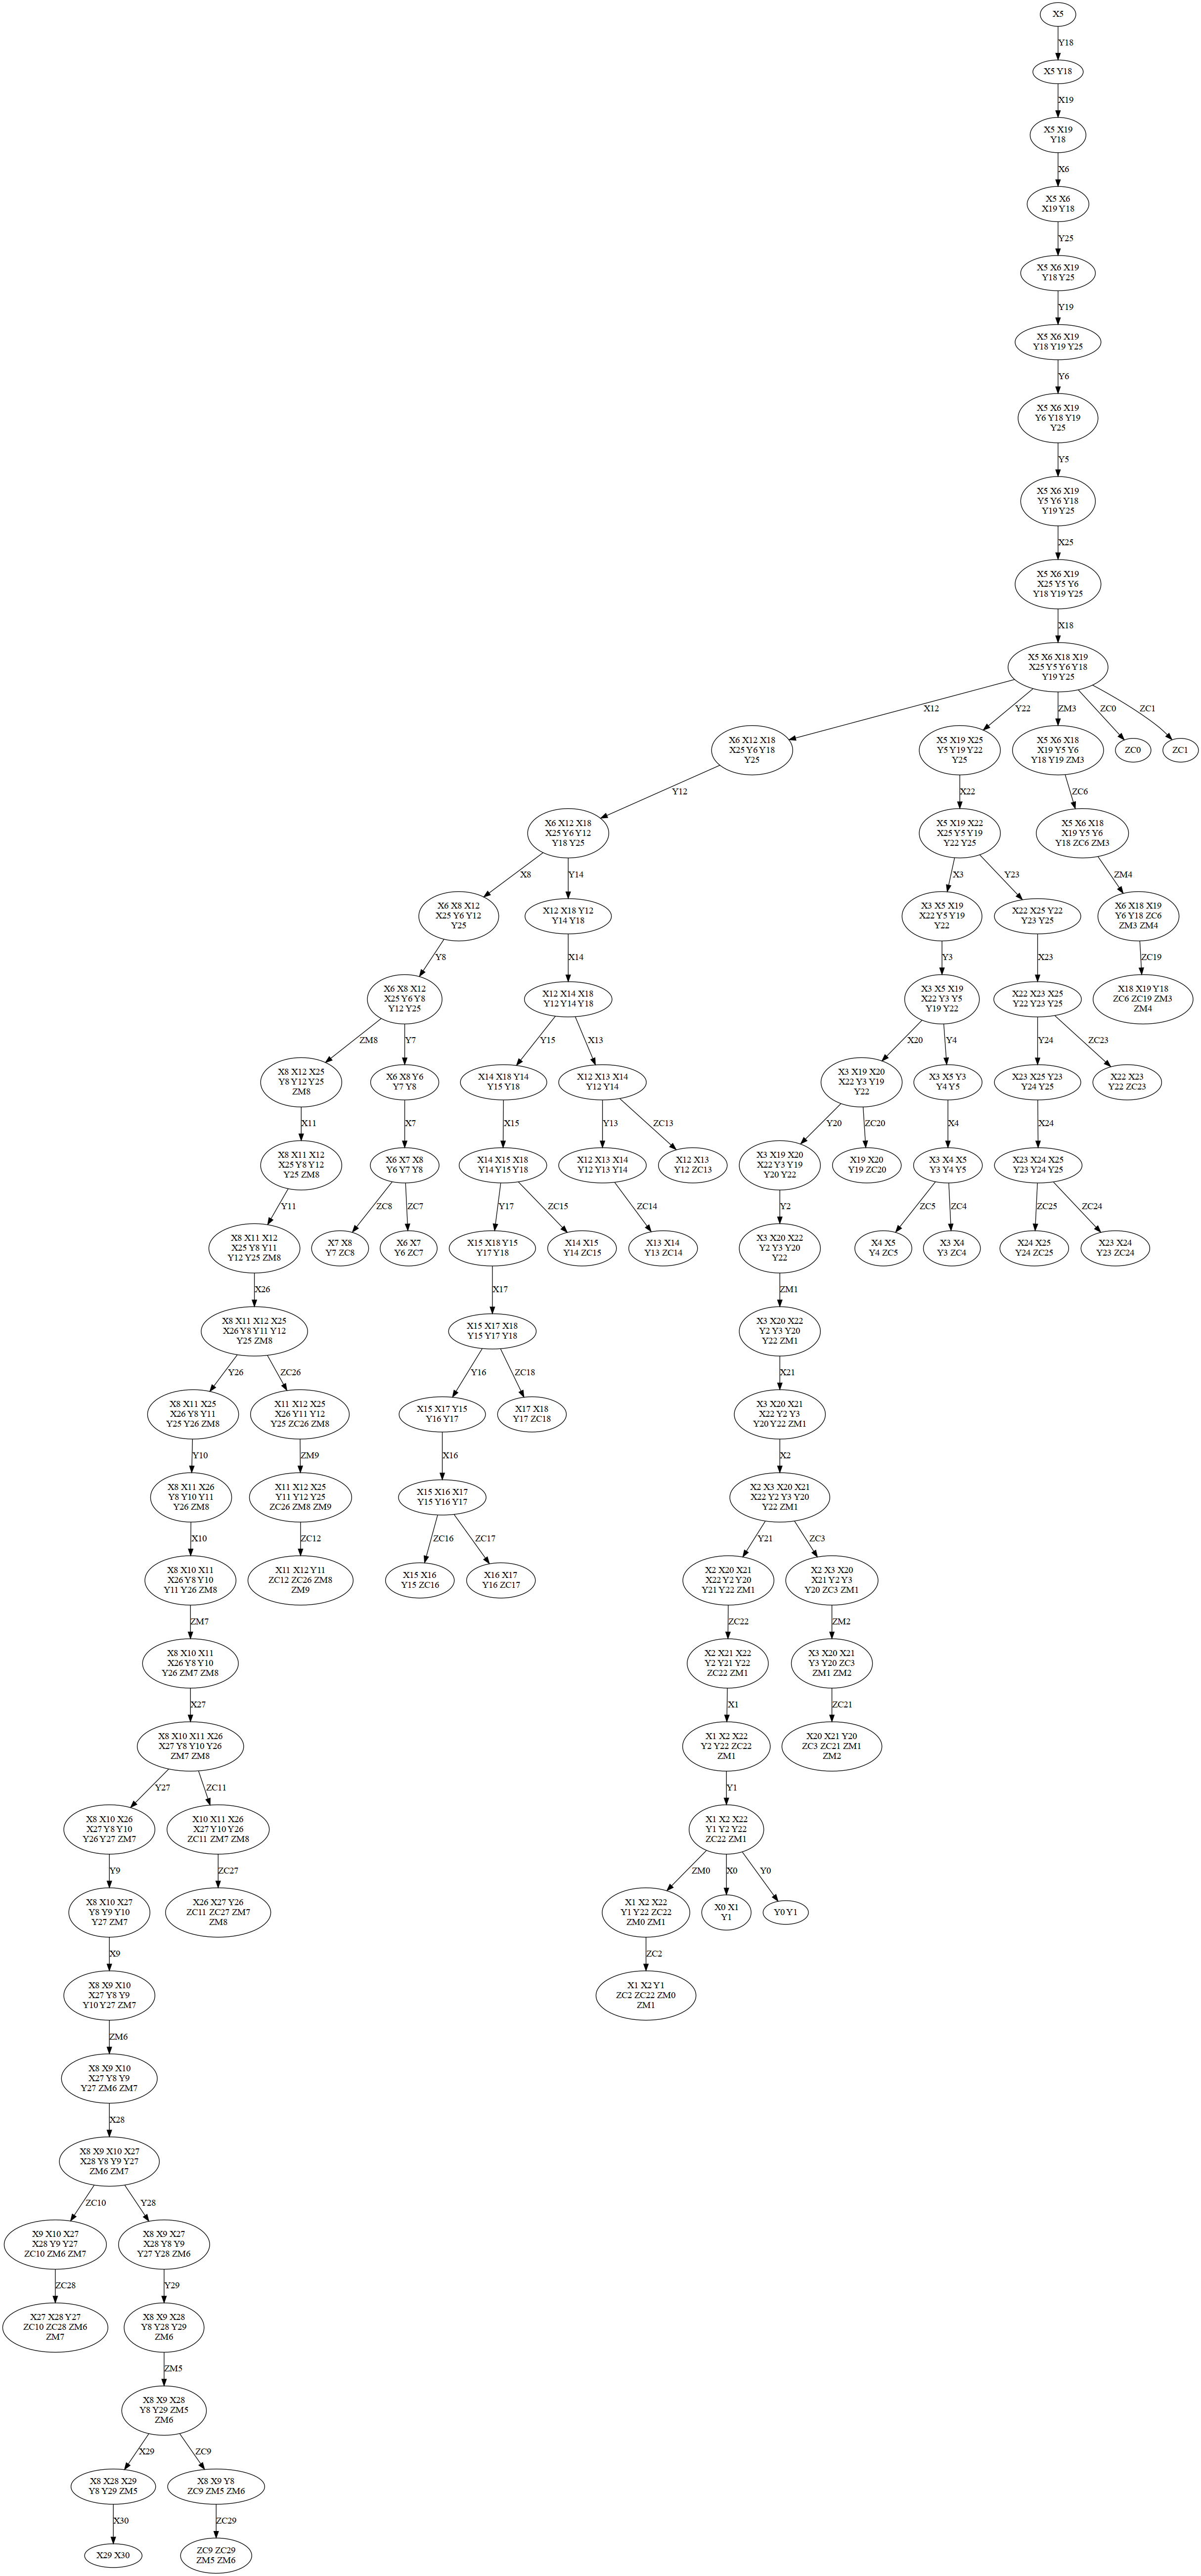 X5
Y18
X5 Y18
X19
X5 X19
Y18
X6
X5 X6
X19 Y18
Y25
X5 X6 X19
Y18 Y25
Y19
X5 X6 X19
Y18 Y19 Y25
Y6
X5 X6 X19
Y6 Y18 Y19
Y25
Y5
X5 X6 X19
Y5 Y6 Y18
Y19 Y25
X25
X5 X6 X19
X25 Y5 Y6
Y18 Y19 Y25
X18
X5 X6 X18 X19
X25 Y5 Y6 Y18
Y19 Y25
X12
Y22
ZM3
ZC0
ZC1
X6 X12 X18
X25 Y6 Y18
Y25
X5 X19 X25
Y5 Y19 Y22
Y25
X5 X6 X18
X19 Y5 Y6
Y18 Y19 ZM3
ZC0
ZC1
Y12
X22
ZC6
X6 X12 X18
X25 Y6 Y12
Y18 Y25
X5 X19 X22
X25 Y5 Y19
Y22 Y25
X5 X6 X18
X19 Y5 Y6
Y18 ZC6 ZM3
X8
Y14
X3
Y23
ZM4
X6 X8 X12
X25 Y6 Y12
Y25
X12 X18 Y12
Y14 Y18
X3 X5 X19
X22 Y5 Y19
Y22
X22 X25 Y22
Y23 Y25
X6 X18 X19
Y6 Y18 ZC6
ZM3 ZM4
Y8
X14
Y3
X23
ZC19
X6 X8 X12
X25 Y6 Y8
Y12 Y25
X12 X14 X18
Y12 Y14 Y18
X3 X5 X19
X22 Y3 Y5
Y19 Y22
X22 X23 X25
Y22 Y23 Y25
X18 X19 Y18
ZC6 ZC19 ZM3
ZM4
ZM8
Y7
Y15
X13
X20
Y4
Y24
ZC23
X8 X12 X25
Y8 Y12 Y25
ZM8
X6 X8 Y6
Y7 Y8
X14 X18 Y14
Y15 Y18
X12 X13 X14
Y12 Y14
X3 X19 X20
X22 Y3 Y19
Y22
X3 X5 Y3
Y4 Y5
X23 X25 Y23
Y24 Y25
X22 X23
Y22 ZC23
X11
X7
X15
Y13
ZC13
Y20
ZC20
X4
X24
X8 X11 X12
X25 Y8 Y12
Y25 ZM8
X6 X7 X8
Y6 Y7 Y8
X14 X15 X18
Y14 Y15 Y18
X12 X13 X14
Y12 Y13 Y14
X12 X13
Y12 ZC13
X3 X19 X20
X22 Y3 Y19
Y20 Y22
X19 X20
Y19 ZC20
X3 X4 X5
Y3 Y4 Y5
X23 X24 X25
Y23 Y24 Y25
Y11
ZC8
ZC7
Y17
ZC15
ZC14
Y2
ZC5
ZC4
ZC25
ZC24
X8 X11 X12
X25 Y8 Y11
Y12 Y25 ZM8
X7 X8
Y7 ZC8
X6 X7
Y6 ZC7
X15 X18 Y15
Y17 Y18
X14 X15
Y14 ZC15
X13 X14
Y13 ZC14
X3 X20 X22
Y2 Y3 Y20
Y22
X4 X5
Y4 ZC5
X3 X4
Y3 ZC4
X24 X25
Y24 ZC25
X23 X24
Y23 ZC24
X26
X17
ZM1
X8 X11 X12 X25
X26 Y8 Y11 Y12
Y25 ZM8
X15 X17 X18
Y15 Y17 Y18
X3 X20 X22
Y2 Y3 Y20
Y22 ZM1
Y26
ZC26
Y16
ZC18
X21
X8 X11 X25
X26 Y8 Y11
Y25 Y26 ZM8
X11 X12 X25
X26 Y11 Y12
Y25 ZC26 ZM8
X15 X17 Y15
Y16 Y17
X17 X18
Y17 ZC18
X3 X20 X21
X22 Y2 Y3
Y20 Y22 ZM1
Y10
ZM9
X16
X2
X8 X11 X26
Y8 Y10 Y11
Y26 ZM8
X11 X12 X25
Y11 Y12 Y25
ZC26 ZM8 ZM9
X15 X16 X17
Y15 Y16 Y17
X2 X3 X20 X21
X22 Y2 Y3 Y20
Y22 ZM1
X10
ZC12
ZC16
ZC17
Y21
ZC3
X8 X10 X11
X26 Y8 Y10
Y11 Y26 ZM8
X11 X12 Y11
ZC12 ZC26 ZM8
ZM9
X15 X16
Y15 ZC16
X16 X17
Y16 ZC17
X2 X20 X21
X22 Y2 Y20
Y21 Y22 ZM1
X2 X3 X20
X21 Y2 Y3
Y20 ZC3 ZM1
ZM7
ZC22
ZM2
X8 X10 X11
X26 Y8 Y10
Y26 ZM7 ZM8
X2 X21 X22
Y2 Y21 Y22
ZC22 ZM1
X3 X20 X21
Y3 Y20 ZC3
ZM1 ZM2
X27
X1
ZC21
X8 X10 X11 X26
X27 Y8 Y10 Y26
ZM7 ZM8
X1 X2 X22
Y2 Y22 ZC22
ZM1
X20 X21 Y20
ZC3 ZC21 ZM1
ZM2
Y27
ZC11
Y1
X8 X10 X26
X27 Y8 Y10
Y26 Y27 ZM7
X10 X11 X26
X27 Y10 Y26
ZC11 ZM7 ZM8
X1 X2 X22
Y1 Y2 Y22
ZC22 ZM1
Y9
ZC27
ZM0
X0
Y0
X8 X10 X27
Y8 Y9 Y10
Y27 ZM7
X26 X27 Y26
ZC11 ZC27 ZM7
ZM8
X1 X2 X22
Y1 Y22 ZC22
ZM0 ZM1
X0 X1
Y1
Y0 Y1
X9
ZC2
X8 X9 X10
X27 Y8 Y9
Y10 Y27 ZM7
X1 X2 Y1
ZC2 ZC22 ZM0
ZM1
ZM6
X8 X9 X10
X27 Y8 Y9
Y27 ZM6 ZM7
X28
X8 X9 X10 X27
X28 Y8 Y9 Y27
ZM6 ZM7
ZC10
Y28
X9 X10 X27
X28 Y9 Y27
ZC10 ZM6 ZM7
X8 X9 X27
X28 Y8 Y9
Y27 Y28 ZM6
ZC28
Y29
X27 X28 Y27
ZC10 ZC28 ZM6
ZM7
X8 X9 X28
Y8 Y28 Y29
ZM6
ZM5
X8 X9 X28
Y8 Y29 ZM5
ZM6
X29
ZC9
X8 X28 X29
Y8 Y29 ZM5
X8 X9 Y8
ZC9 ZM5 ZM6
X30
ZC29
X29 X30
ZC9 ZC29
ZM5 ZM6